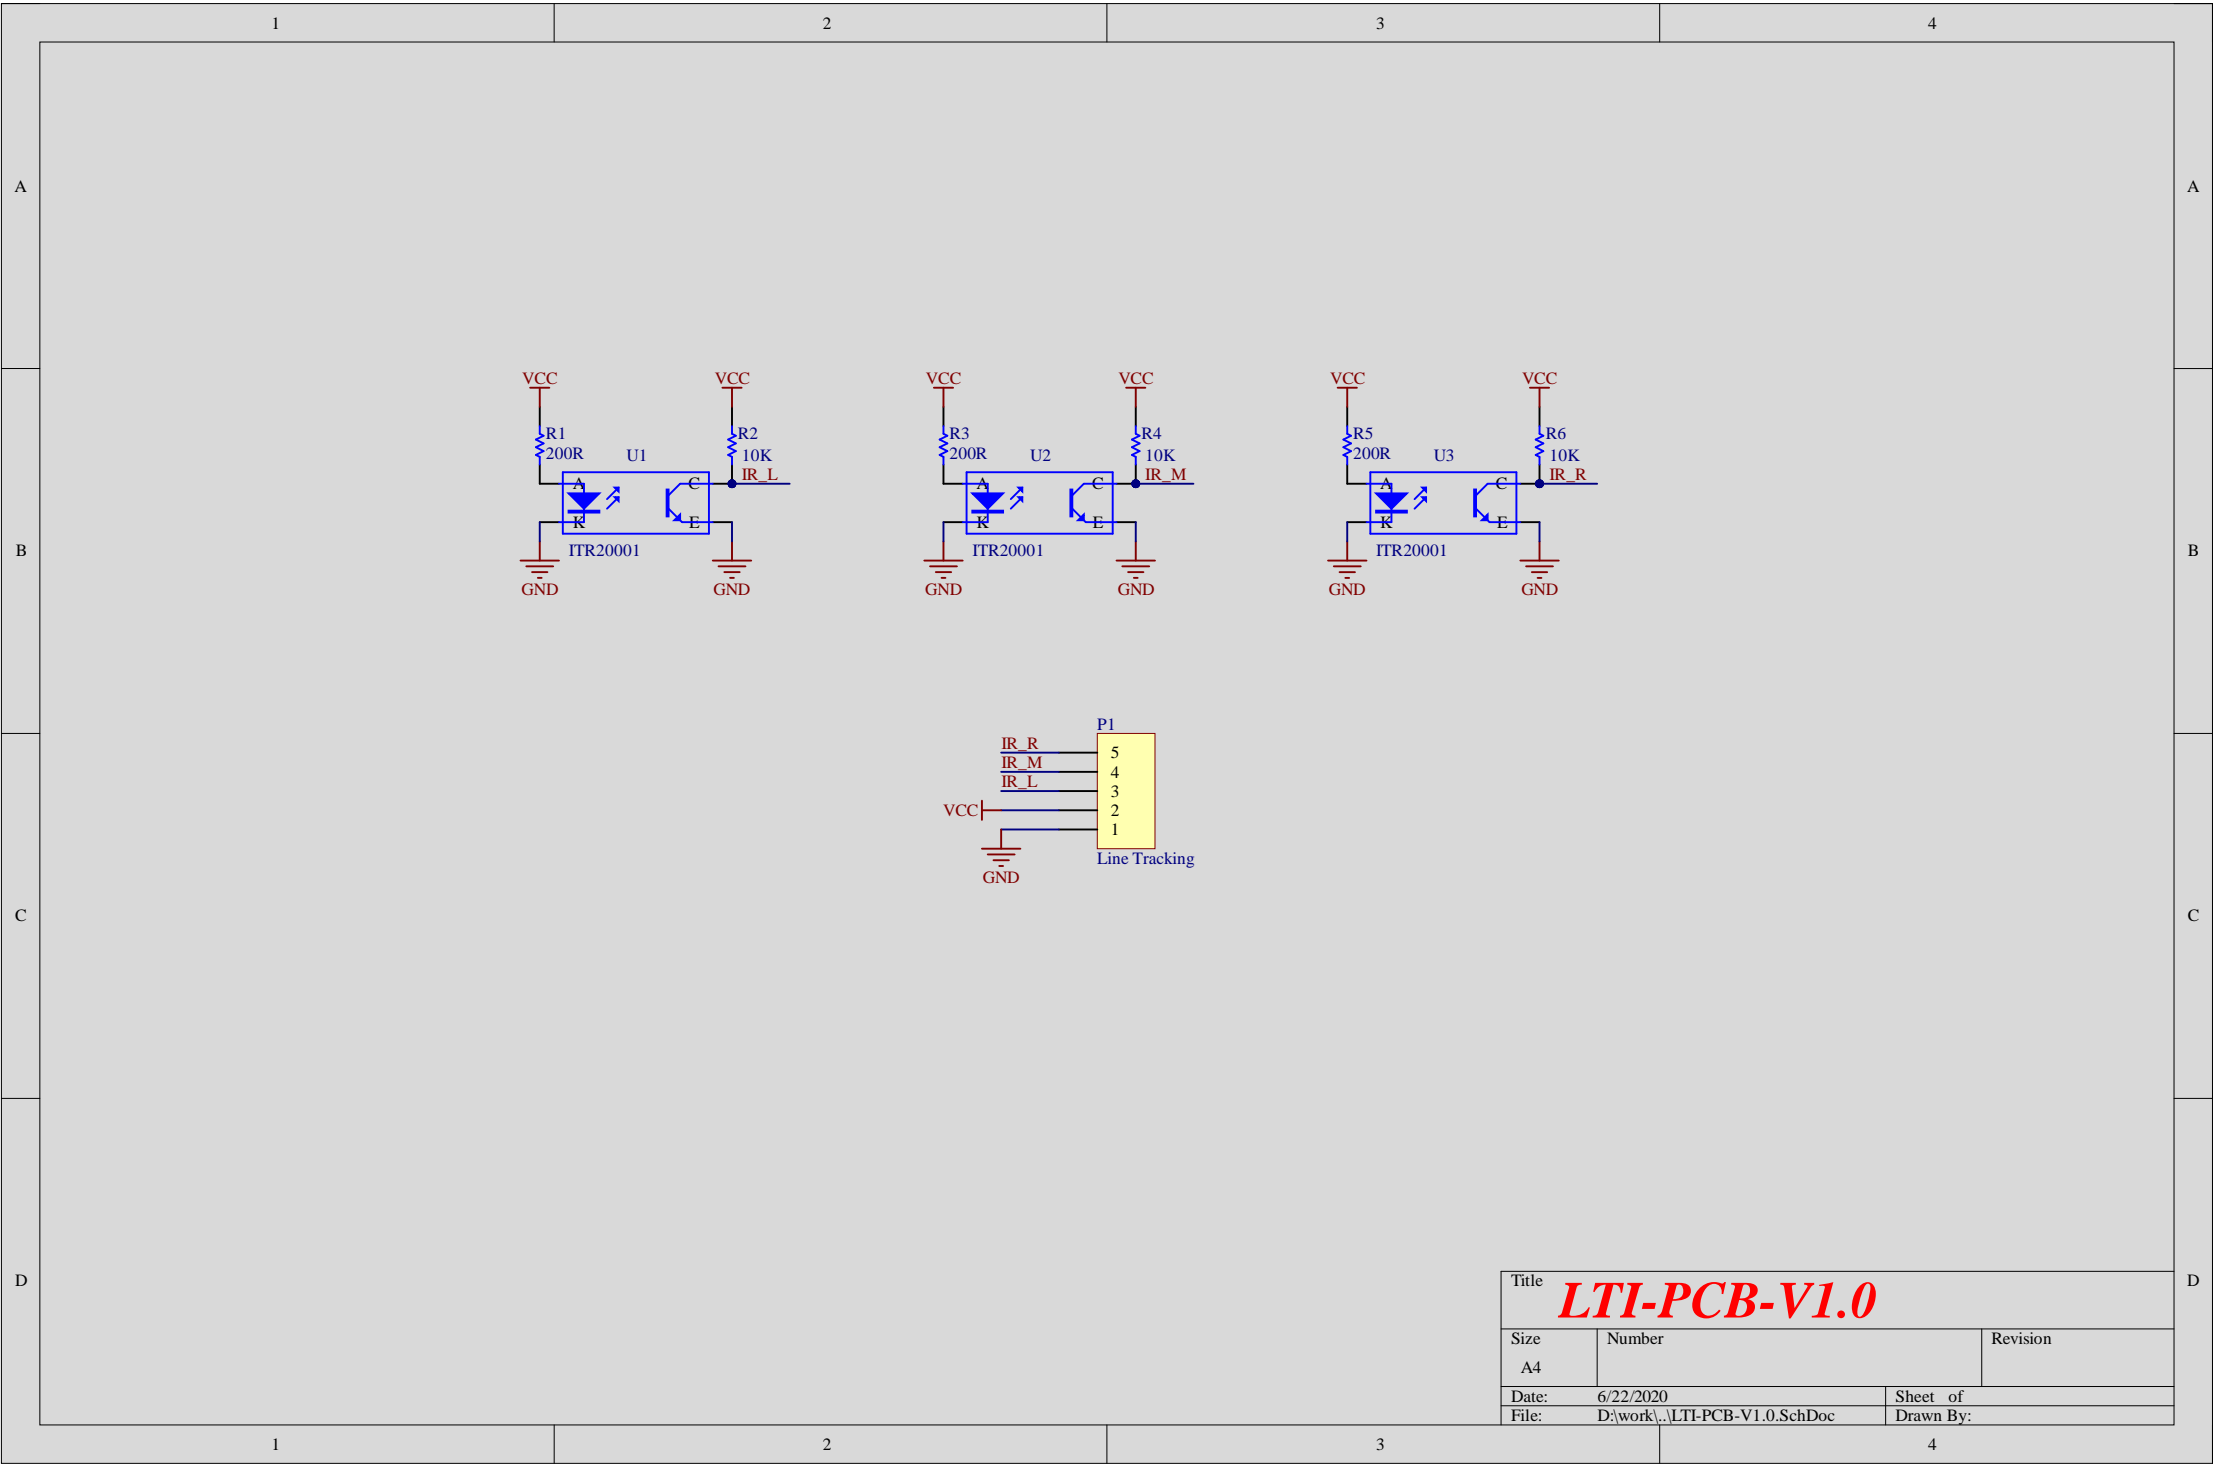 1 2 3 4
A A
VCC VCC VCC VCC VCC VCC
R1 R2 R3 R4 R5 R6
200R U1 10K 200R U2 10K 200R U3 10K
IR_L IR_M IR_R
A C A C A C
K E K E K E
B ITR20001 ITR20001 ITR20001 B
GND GND GND GND GND GND
P1
IR_R 5
IR_M 4
IR_L 3
VCC 2
1
Line Tracking
GND
C C
D D
Title LTI-PCB-V1.0
Size Number Revision
A4
Date: 6/22/2020 Sheet of
File: D:\work\..\LTI-PCB-V1.0.SchDoc Drawn By:
1 2 3 4